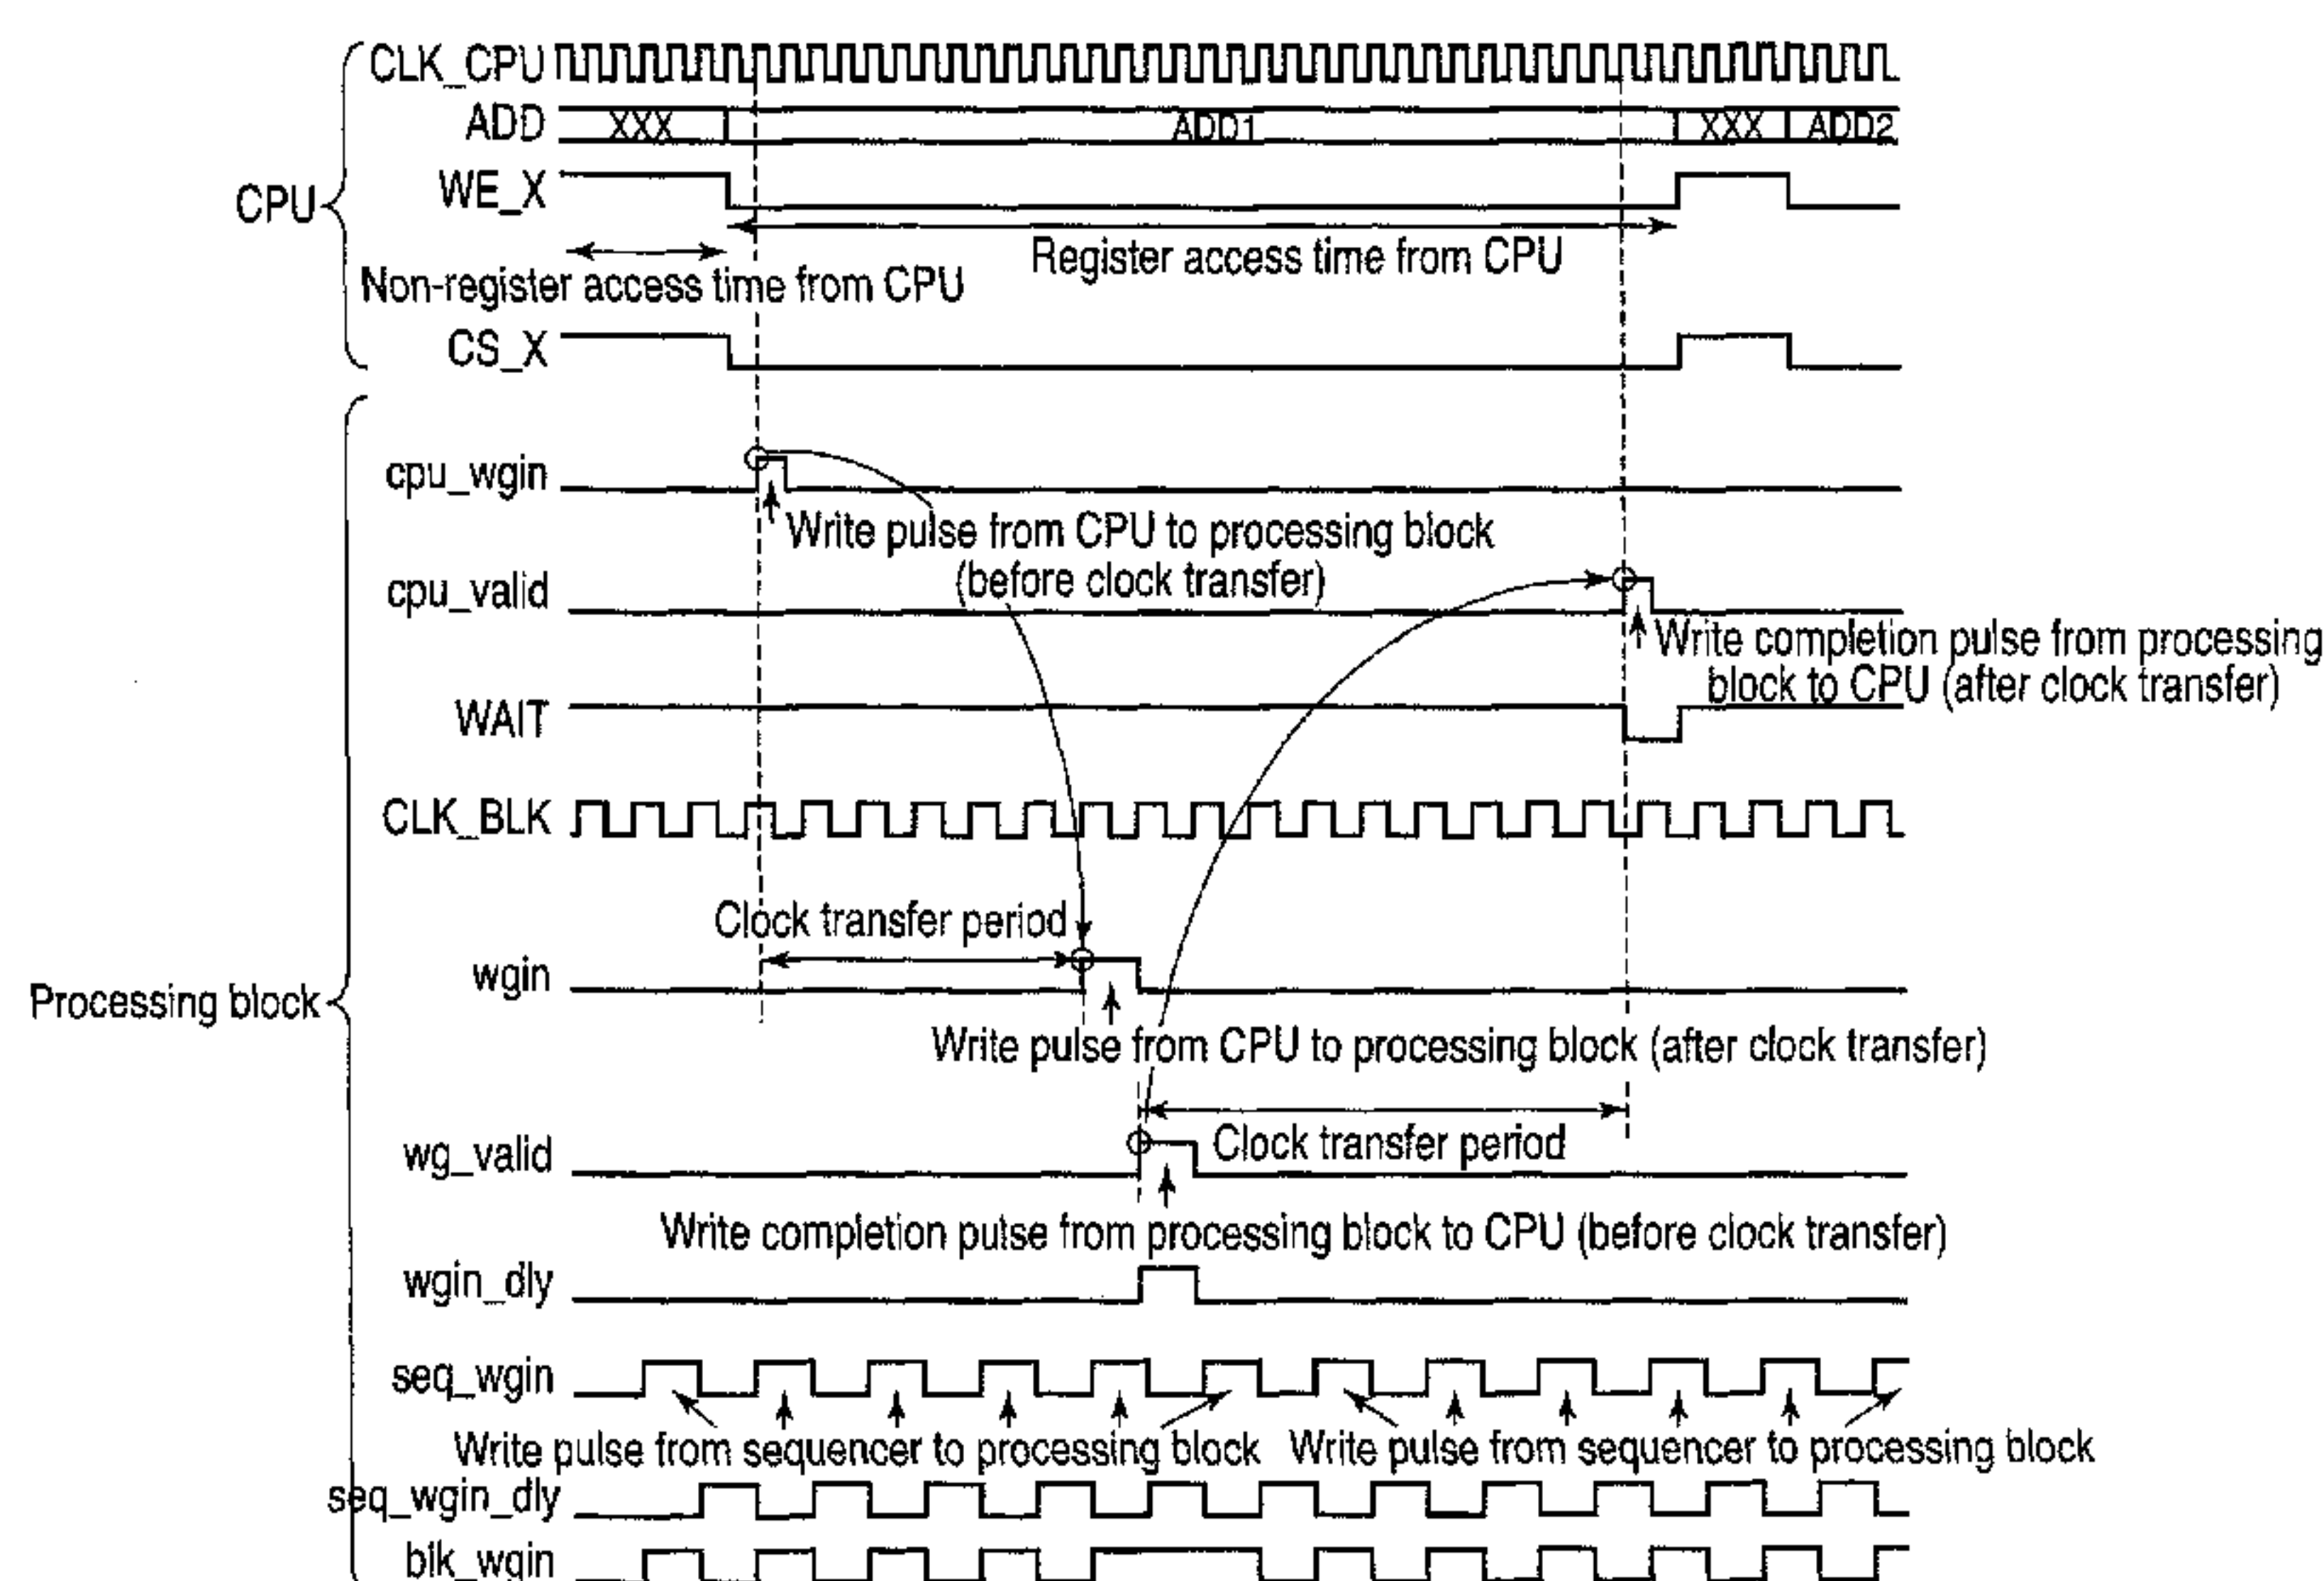 CLK_CPU
ADD
XXX
ADD1
XXX
ADD2
CPU
WE_X
Register access time from CPU
Non-register access time from CPU
CS_X
cpu_wgin
Write pulse from CPU to processing block
(before clock transfer)
cpu_valid
Write completion pulse from processing
block to CPU (after clock transfer)
WAIT
CLK_BLK
Clock transfer period
wgin
Processing block
Write pulse from CPU to processing block (after clock transfer)
wg_valid
Clock transfer period
Write completion pulse from processing block to CPU (before clock transfer)
wgin_dly
seq_wgin
Write pulse from sequencer to processing block
Write pulse from sequencer to processing block
seq_wgin_dly
blk_wgin